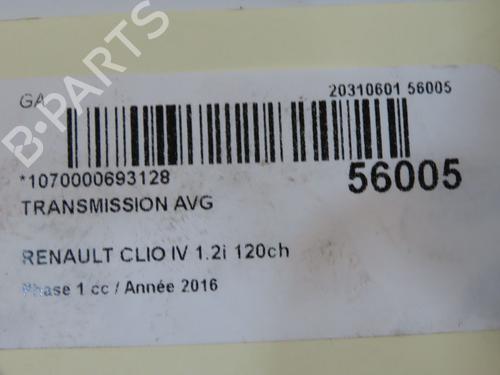 GA
20310601 56005
*1070000693128
56005
TRANSMISSION AVG
RENAULT CLIO IV 1.2i 120ch
Phase 1 cc / Année 2016
B-PARTS